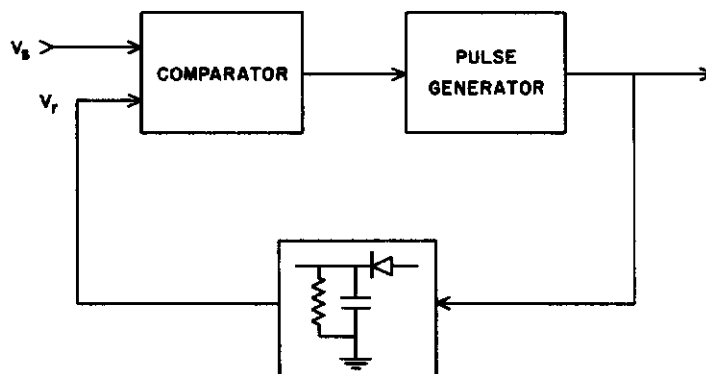 Vs
COMPARATOR
PULSE
GENERATOR
Vr